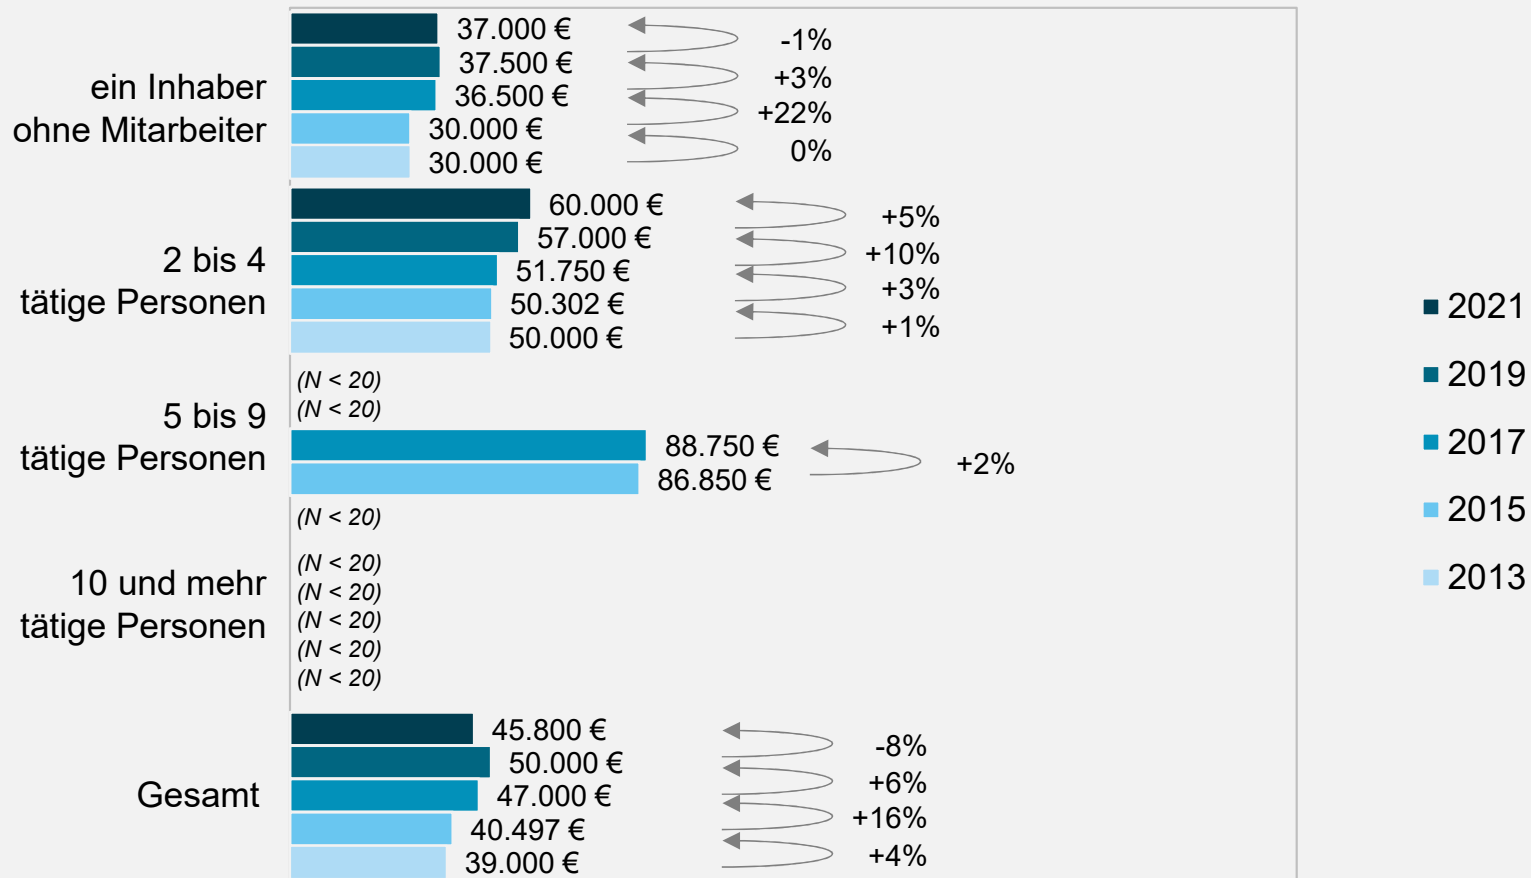 ein Inhaber
ohne Mitarbeiter
37.000 €
37.500 €
36.500 €
30.000 €
30.000 €
-1%
+3%
+22%
0%
2 bis 4
tätige Personen
60.000 €
57.000 €
51.750 €
50.302 €
50.000 €
+5%
+10%
+3%
+1%
5 bis 9
tätige Personen
(N < 20)
(N < 20)
88.750 €
86.850 €
(N < 20)
+2%
10 und mehr
tätige Personen
(N < 20)
(N < 20)
(N < 20)
(N < 20)
(N < 20)
Gesamt
45.800 €
50.000 €
47.000 €
40.497 €
39.000 €
-8%
+6%
+16%
+4%
2021
2019
2017
2015
2013